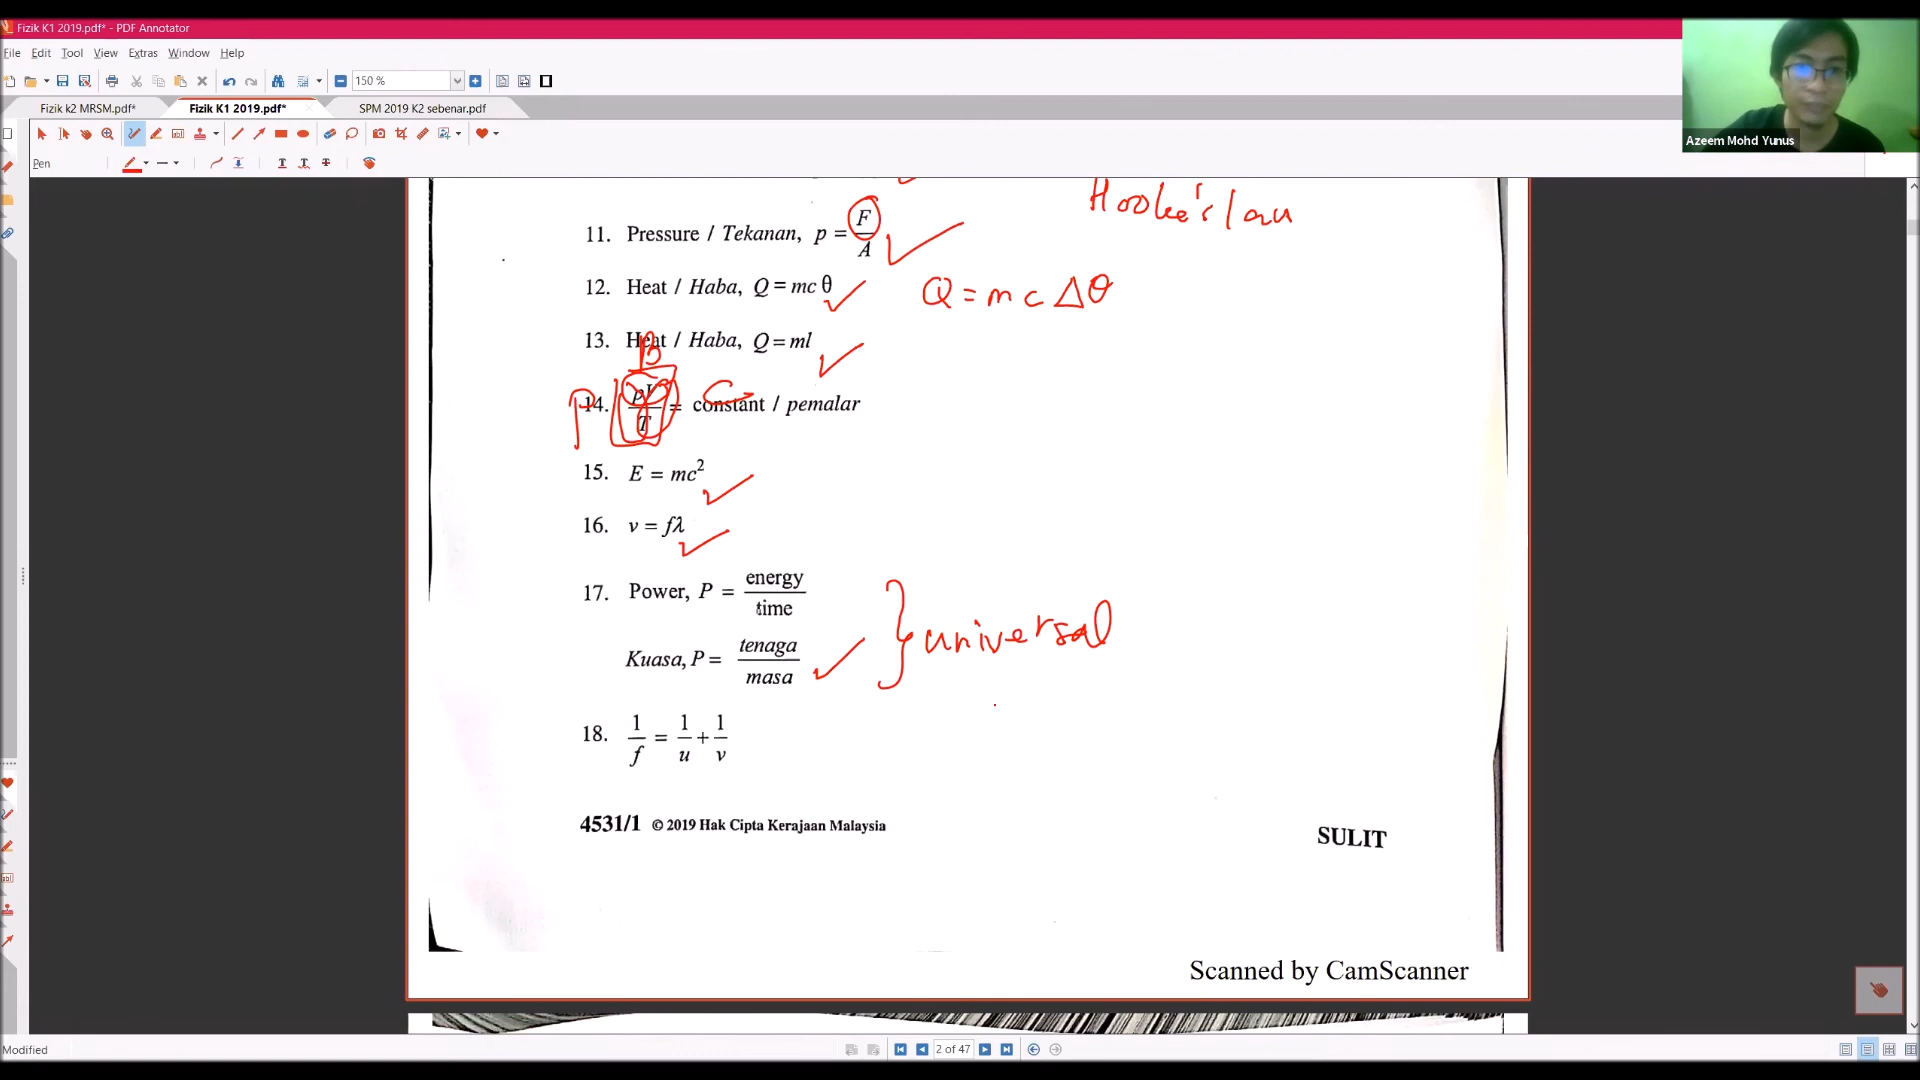 Fizik K1 2019.pdf* - PDF Annotator
File Edit Tool View Extras Window Help
150 %
Fizik k2 MRSM.pdf* Fizik K1 2019.pdf* SPM 2019 K2 sebenar.pdf
Azeem Mohd Yunus
Pen
Hooke's law
11. Pressure / Tekanan, p = F/A
12. Heat / Haba, Q = mc θ
Q = mc Δθ
13. Heat / Haba, Q = ml
B
P
C
14. pV/T = constant / pemalar
15. E = mc²
16. v = fλ
17. Power, P = energy/time
Kuasa, P = tenaga/masa
universal
18. 1/f = 1/u + 1/v
4531/1 © 2019 Hak Cipta Kerajaan Malaysia
SULIT
Scanned by CamScanner
Modified
2 of 47